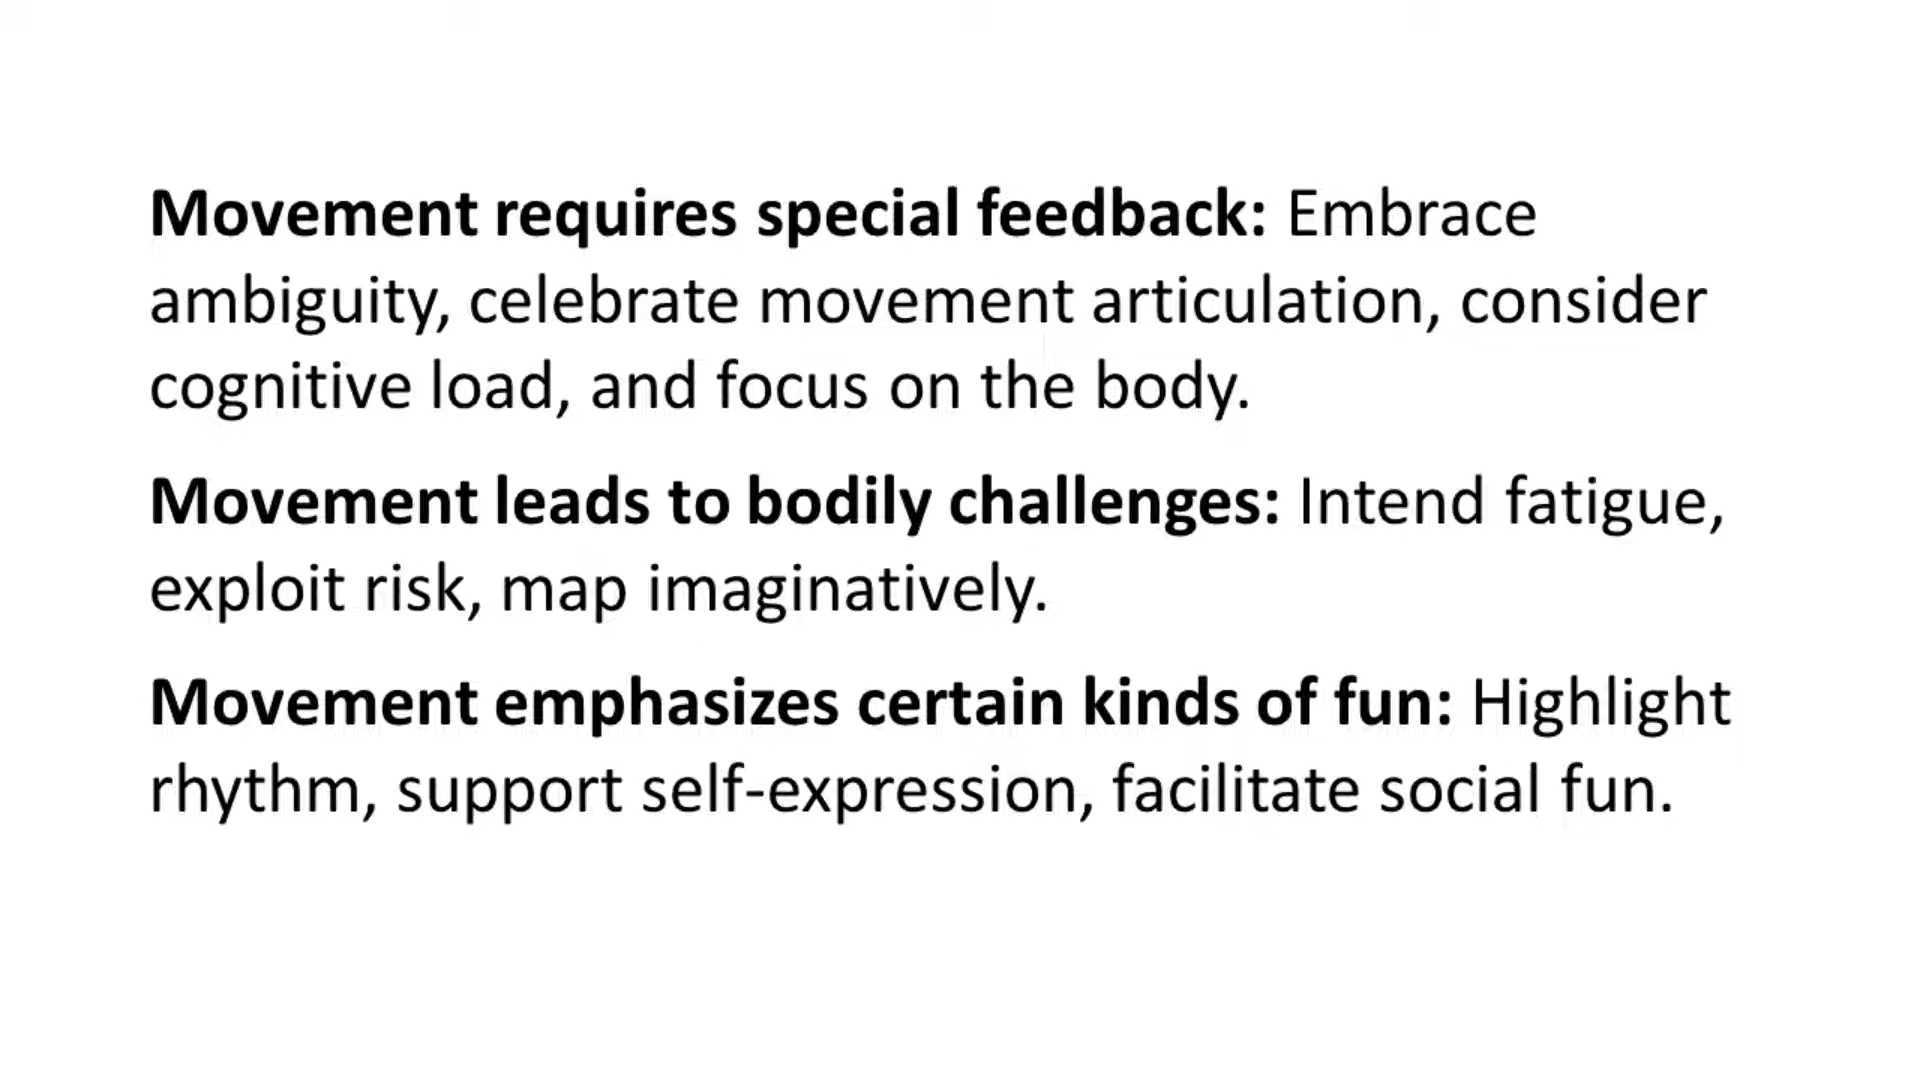 Movement requires special feedback: Embrace
ambiguity, celebrate movement articulation, consider
cognitive load, and focus on the body.
Movement leads to bodily challenges: Intend fatigue,
exploit risk, map imaginatively.
Movement emphasizes certain kinds of fun: Highlight
rhythm, support self-expression, facilitate social fun.